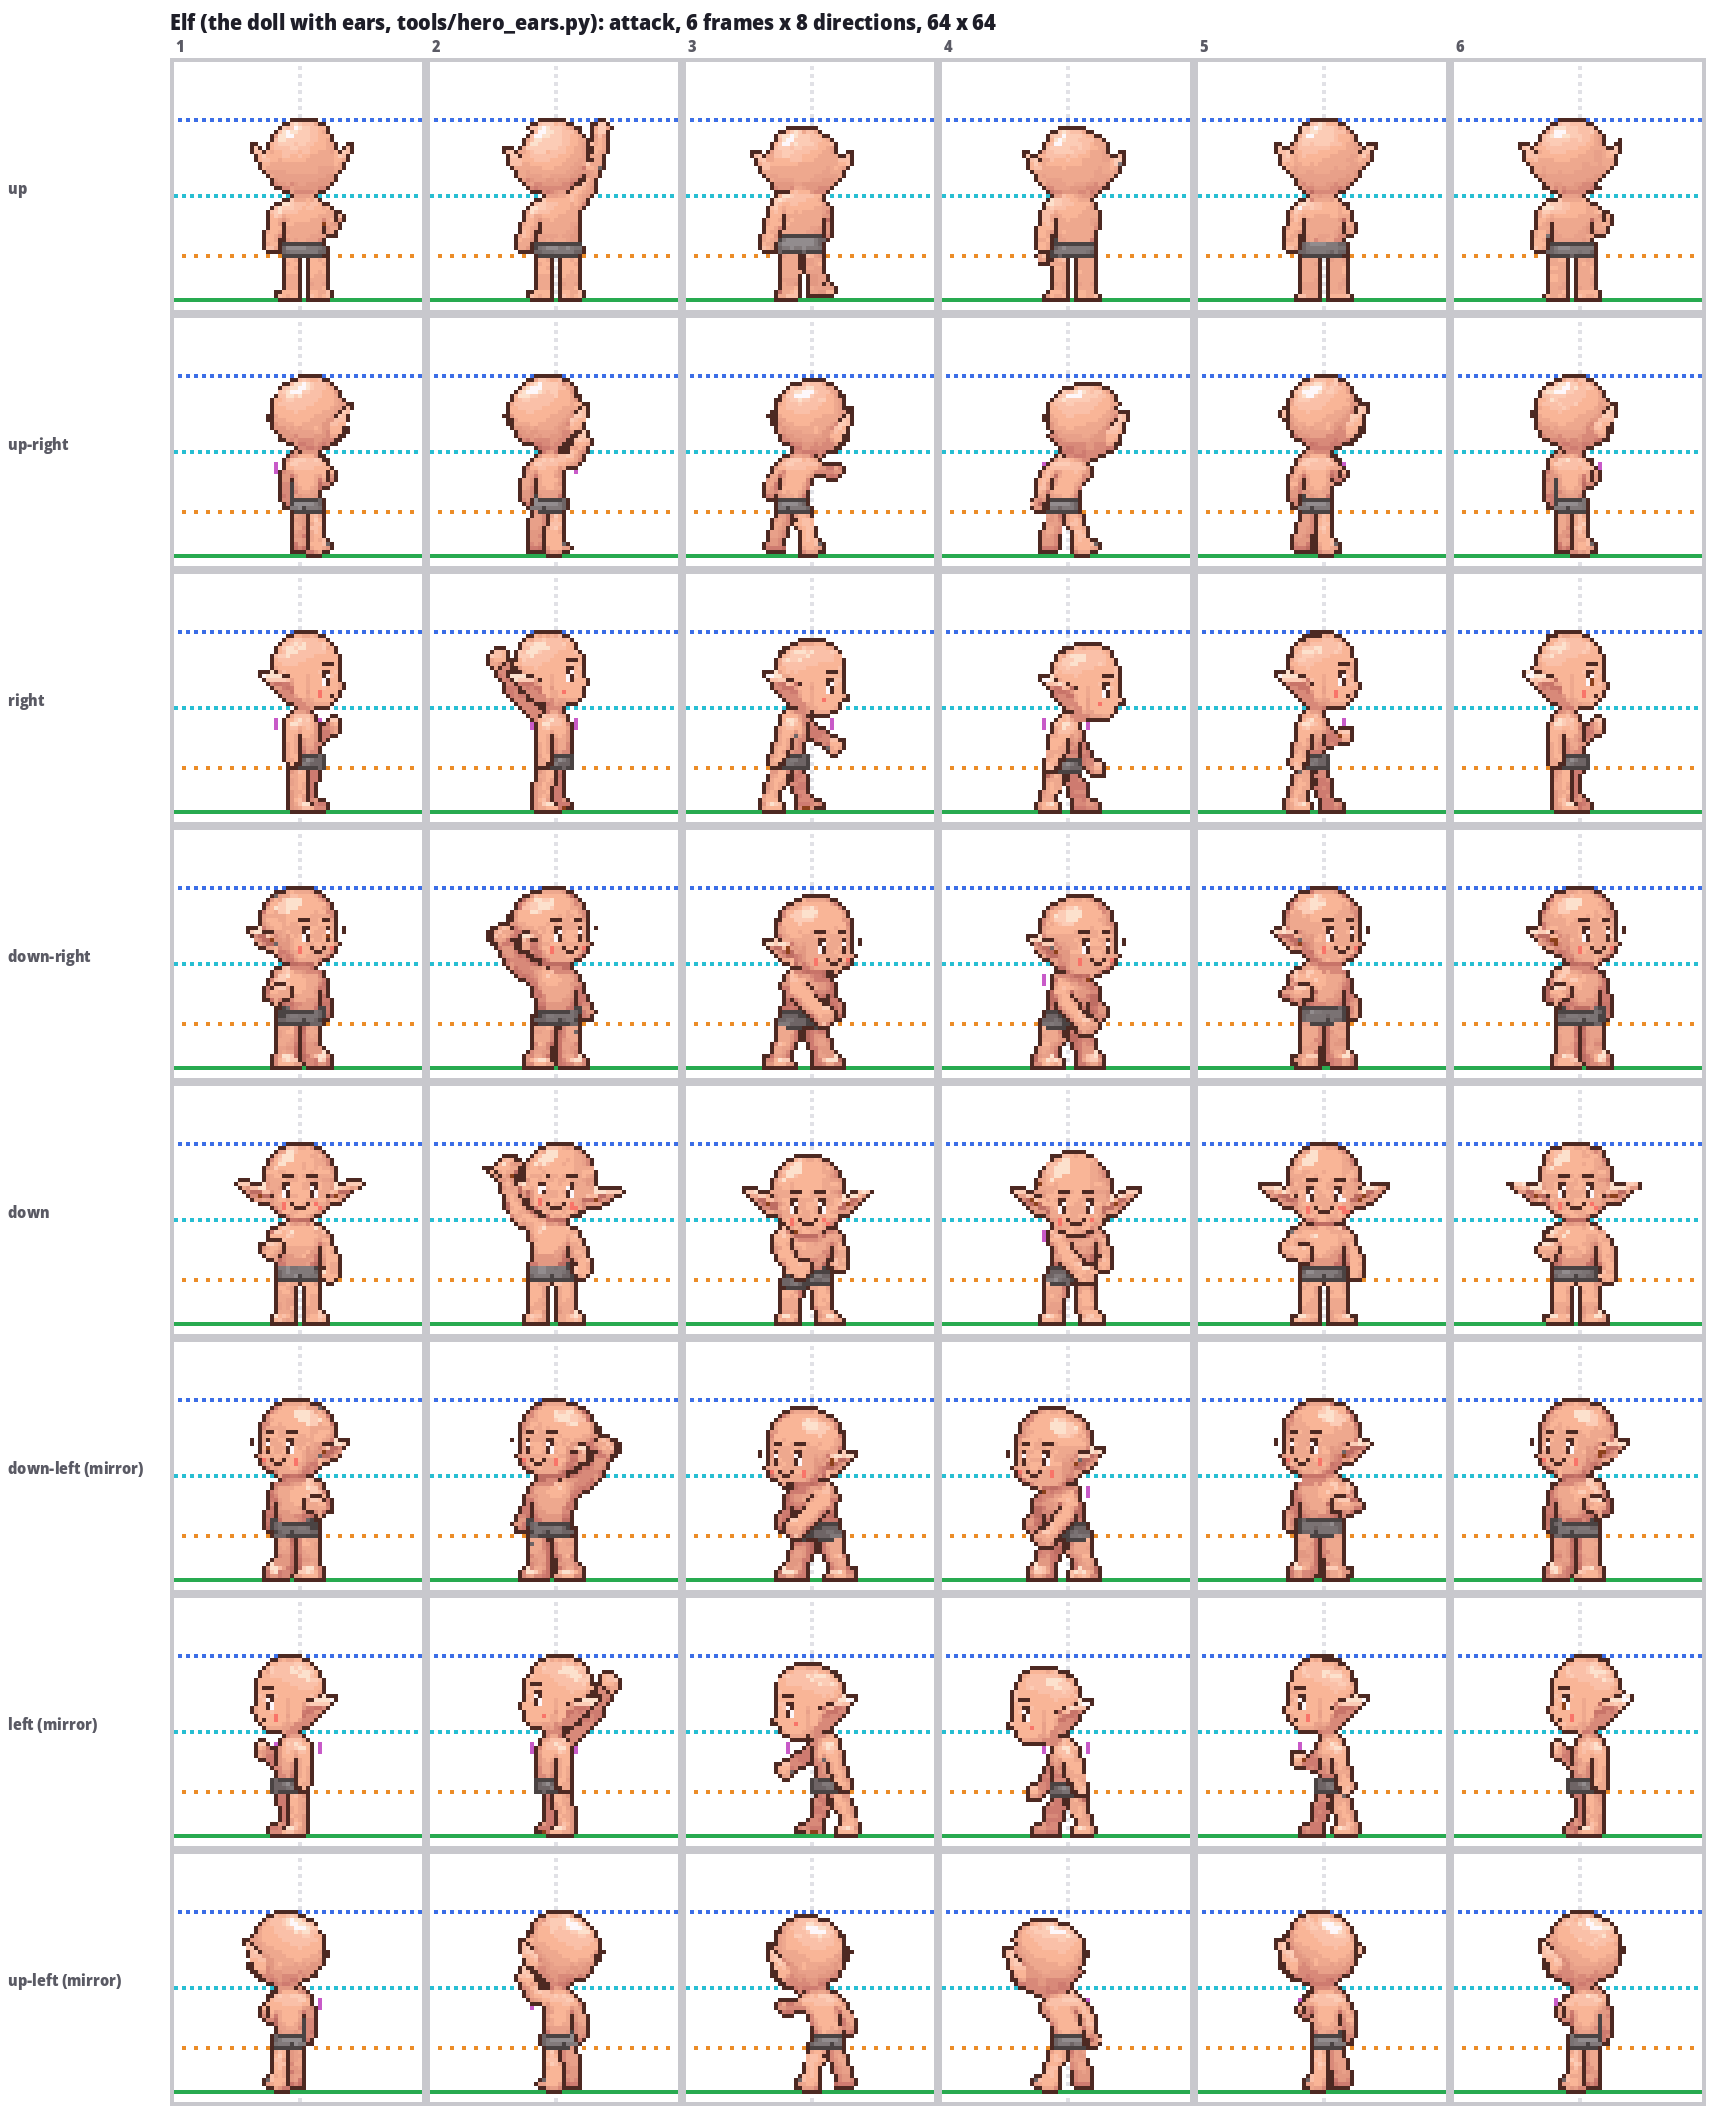 Elf (the doll with ears, tools/hero_ears.py): attack, 6 frames x 8 directions, 64 x 64
1 2 3 4 5 6
up
up-right
right
down-right
down
down-left (mirror)
left (mirror)
up-left (mirror)